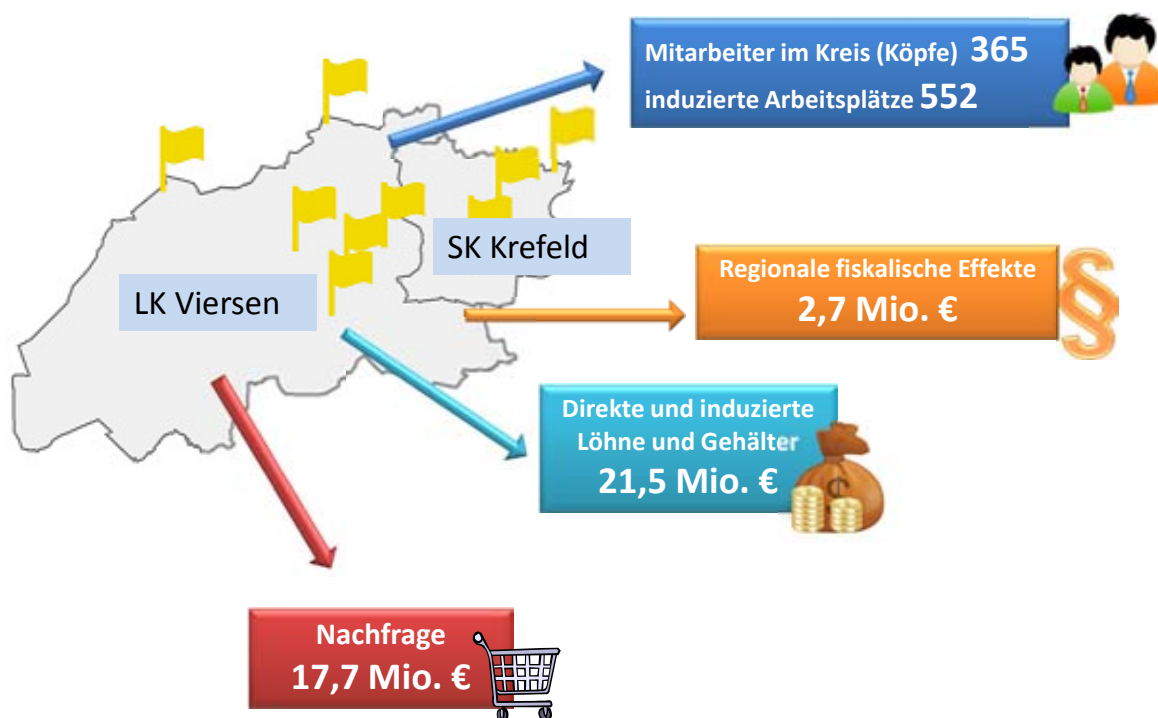 Mitarbeiter im Kreis (Köpfe) 365
induzierte Arbeitsplätze 552
SK Krefeld
LK Viersen
Regionale fiskalische Effekte
2,7 Mio. €
§
Direkte und induzierte
Löhne und Gehälter
21,5 Mio. €
Nachfrage
17,7 Mio. €